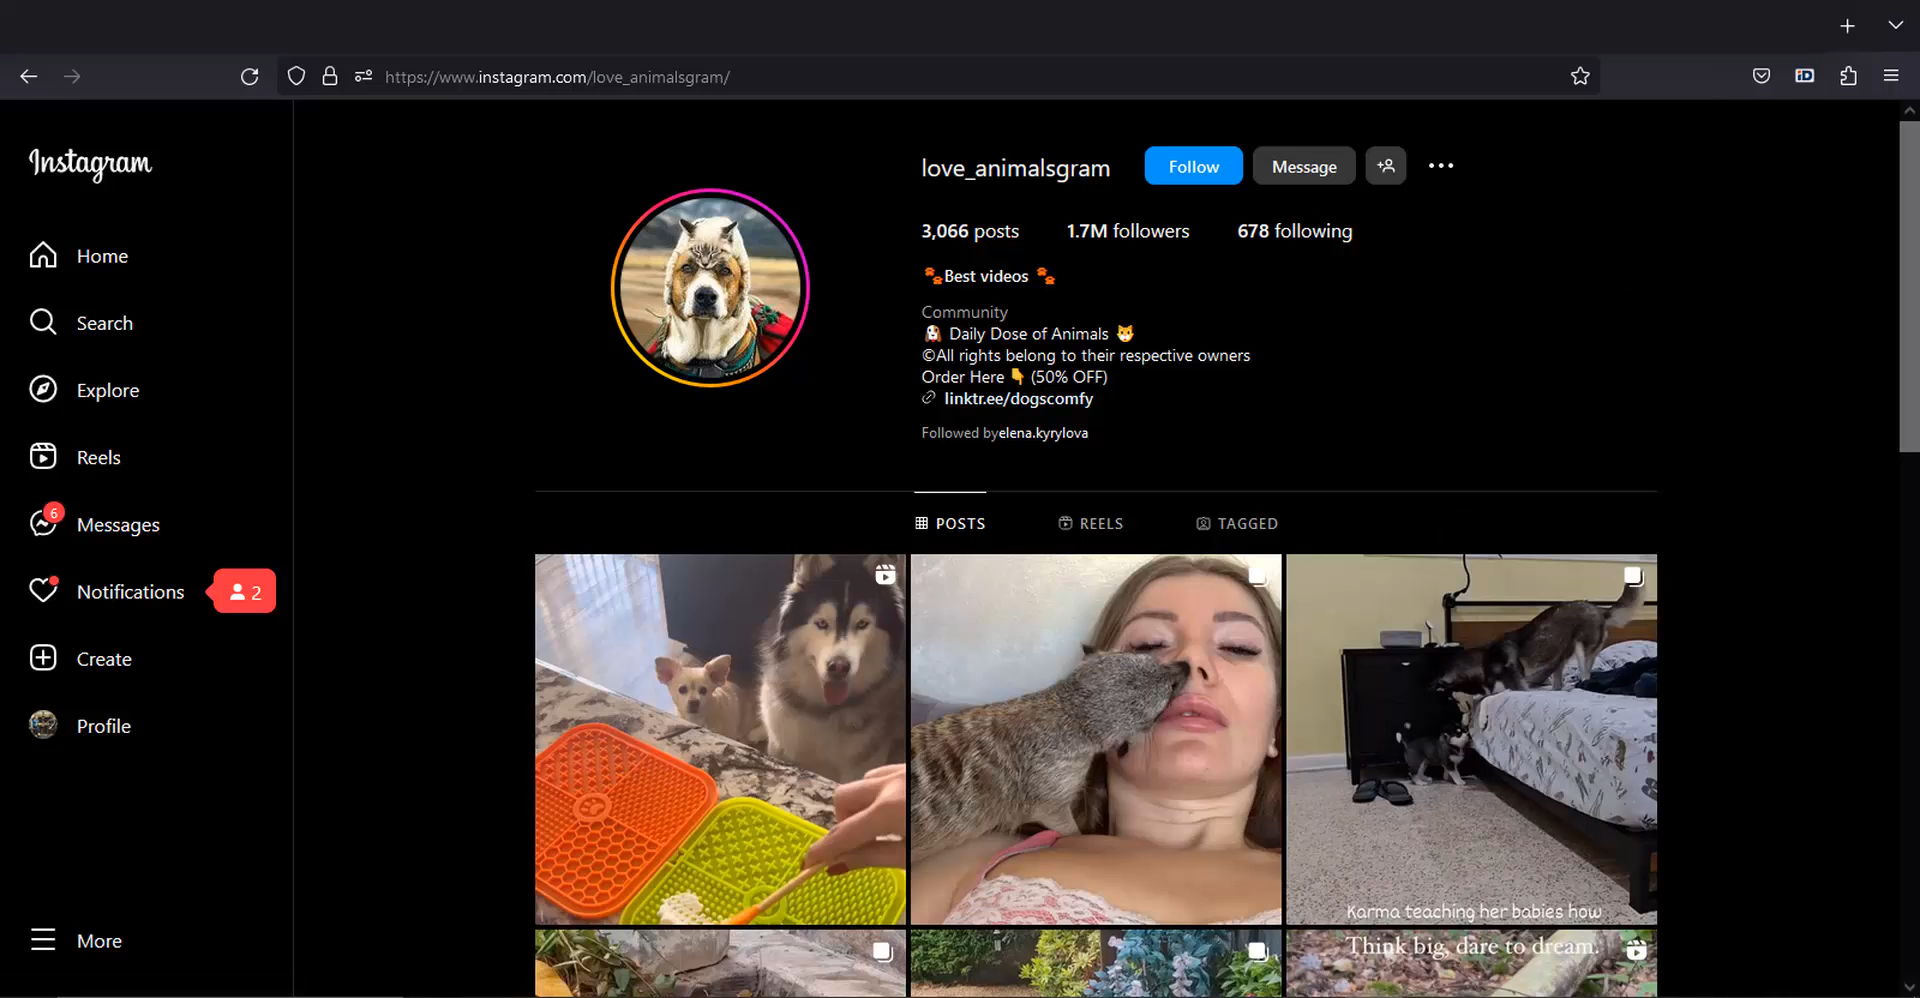 https://www.instagram.com/love_animalsgram/
Instagram
Home
Search
Explore
Reels
6
Messages
Notifications
2
Create
Profile
More
love_animalsgram
Follow
Message
3,066 posts
1.7M followers
678 following
Best videos
Community
Daily Dose of Animals
©All rights belong to their respective owners
Order Here 👇 (50% OFF)
linktr.ee/dogscomfy
Followed byelena.kyrylova
POSTS
REELS
TAGGED
Karma teaching her babies how
Think big, dare to dream.